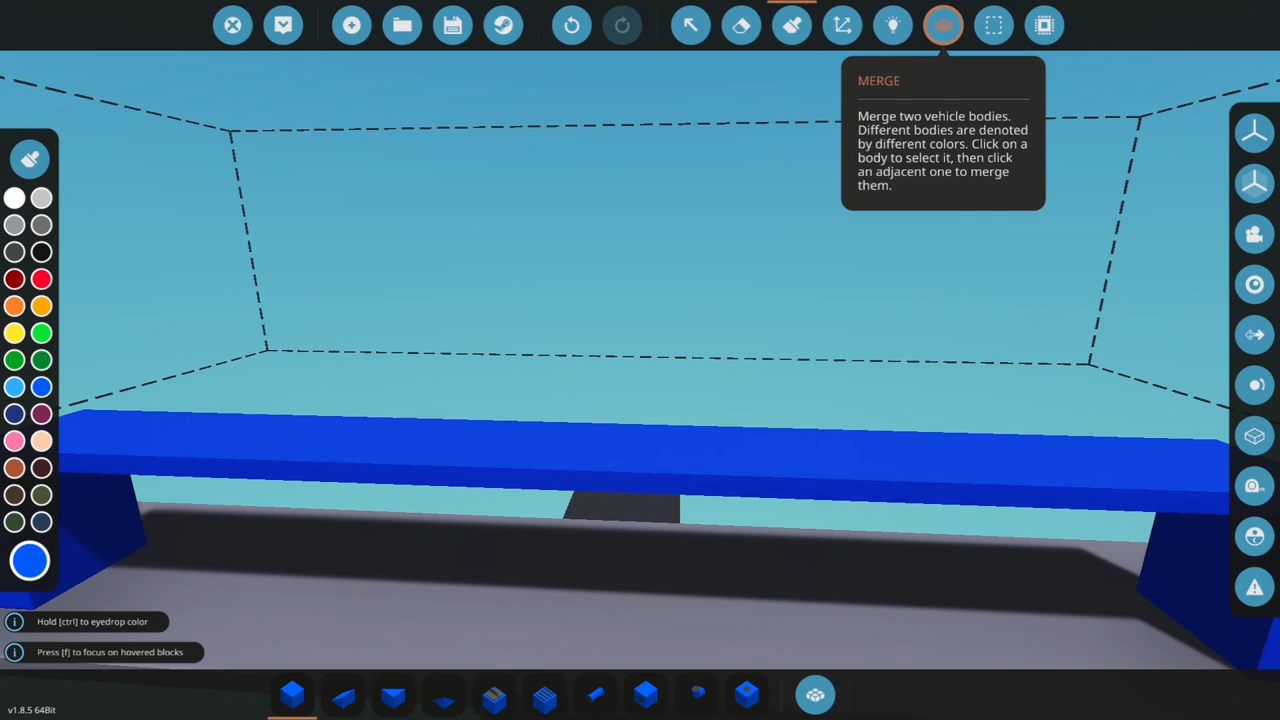 MERGE
Merge two vehicle bodies.
Different bodies are denoted
by different colors. Click on a
body to select it, then click
an adjacent one to merge
them.
Hold [ctrl] to eyedrop color
Press [f] to focus on hovered blocks
v1.8.5 64Bit